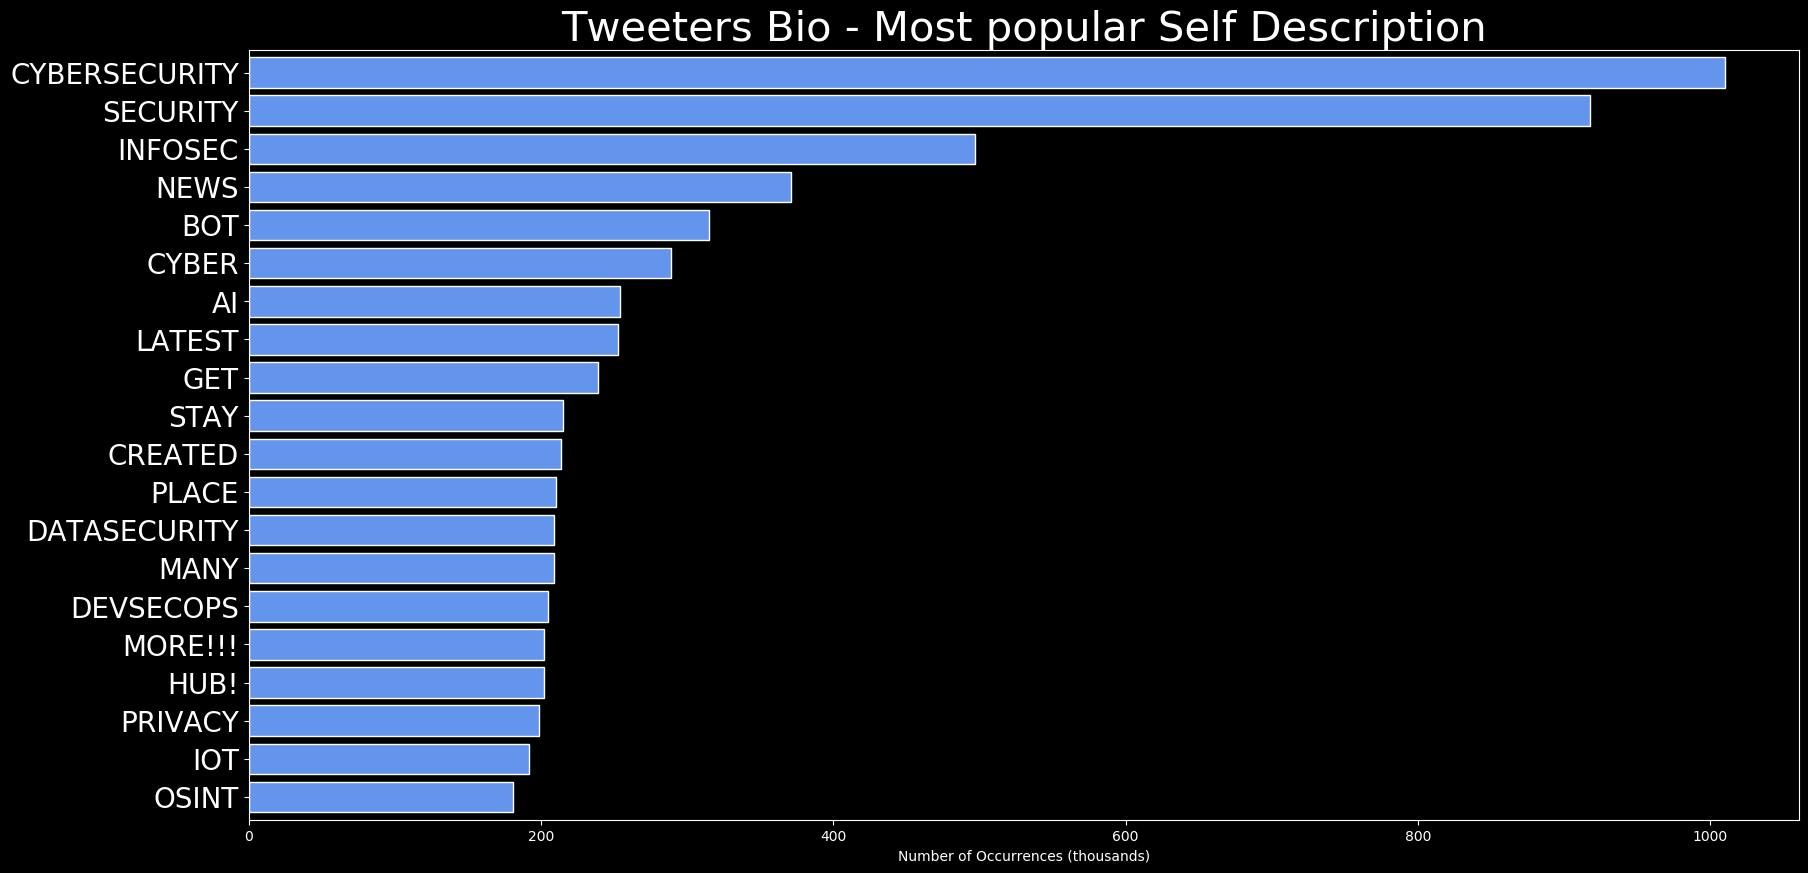 Tweeters Bio - Most popular Self Description
CYBERSECURITY
SECURITY
INFOSEC
NEWS
BOT
CYBER
AI
LATEST
GET
STAY
CREATED
PLACE
DATASECURITY
MANY
DEVSECOPS
MORE!!!
HUB!
PRIVACY
IOT
OSINT
0 200 400 600 800 1000
Number of Occurrences (thousands)